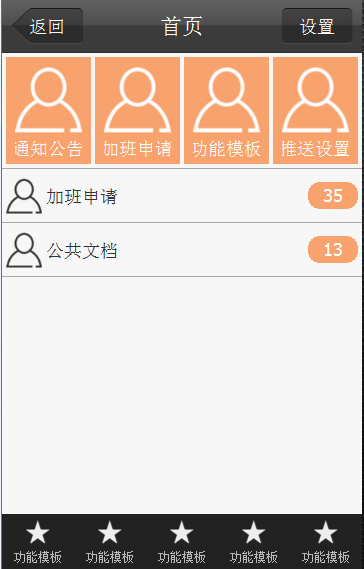 返回 首页 设置
通知公告 加班申请 功能模板 推送设置
加班申请 35
公共文档 13
功能模板 功能模板 功能模板 功能模板 功能模板